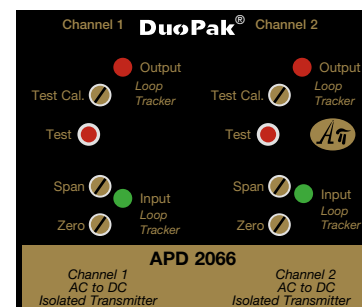 Channel 1 DuoPak® Channel 2
Output Output
Loop Loop
Test Cal. Tracker Test Cal. Tracker
Test Test Aπ
Span Span
Input Input
Loop Loop
Zero Tracker Zero Tracker
APD 2066
Channel 1 Channel 2
AC to DC AC to DC
Isolated Transmitter Isolated Transmitter